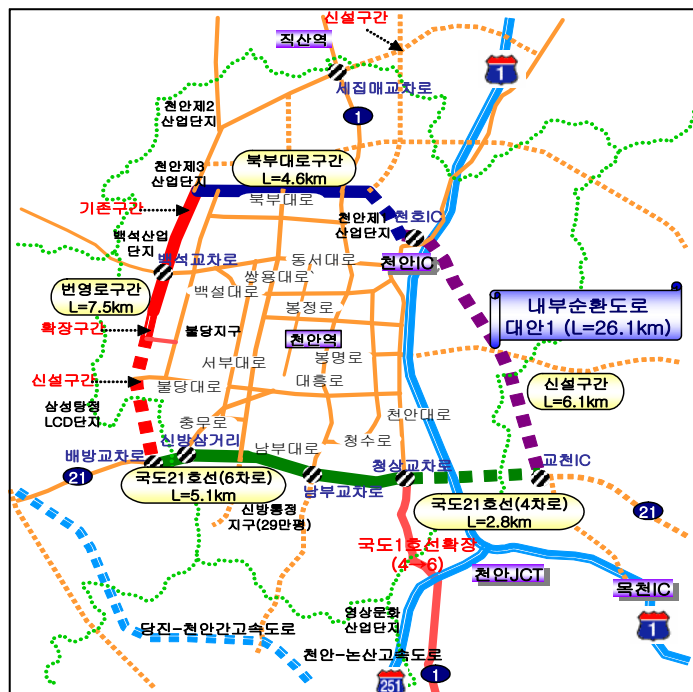 신설구간
직산역
1
세집매교차로
천안제2
산업단지
1
북부대로구간
L=4.6km
천안제3
산업단지
북부대로
기존구간
천안제1
산업단지
천호IC
백석산업
단지
백석교차로
동서대로
천안IC
쌍용대로
번영로구간
L=7.5km
백설대로
봉정로
내부순환도로
대안1 (L=26.1km)
확장구간
불당지구
천안역
봉명로
서부대로
신설구간
불당대로
대흥로
신설구간
L=6.1km
삼성탕정
LCD단지
충무로
천안대로
신방삼거리
청수로
배방교차로
남부대로
청상교차로
교천IC
21
국도21호선(6차로)
L=5.1km
남부교차로
국도21호선(4차로)
L=2.8km
21
신방통정
지구(29만평)
국도1호선확장
(4→6)
천안JCT
목천IC
영상문화
산업단지
당진-천안간고속도로
천안-논산고속도로
1
251
1